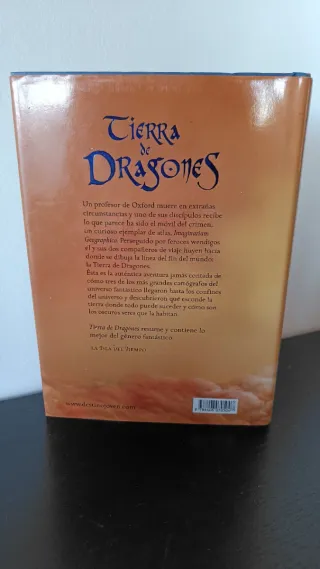 Tierra
de
Dragones
Un profesor de Oxford muere en extrañas
circunstancias y uno de sus discípulos recibe
lo que parece ha sido el móvil del crimen,
un curioso ejemplar de atlas, Imaginarium
Geographica. Perseguido por feroces wendigos
él y sus dos compañeros de viaje huyen hacia
donde se dibuja la línea del fin del mundo:
la Tierra de Dragones.
Ésta es la auténtica aventura jamás contada de
cómo tres de los más grandes cartógrafos del
universo fantástico llegaron hasta los confines
del universo y descubrieron qué esconde la
tierra donde todo puede suceder y cómo son
los oscuros seres que la habitan.
Tierra de Dragones resume y contiene lo
mejor del género fantástico.